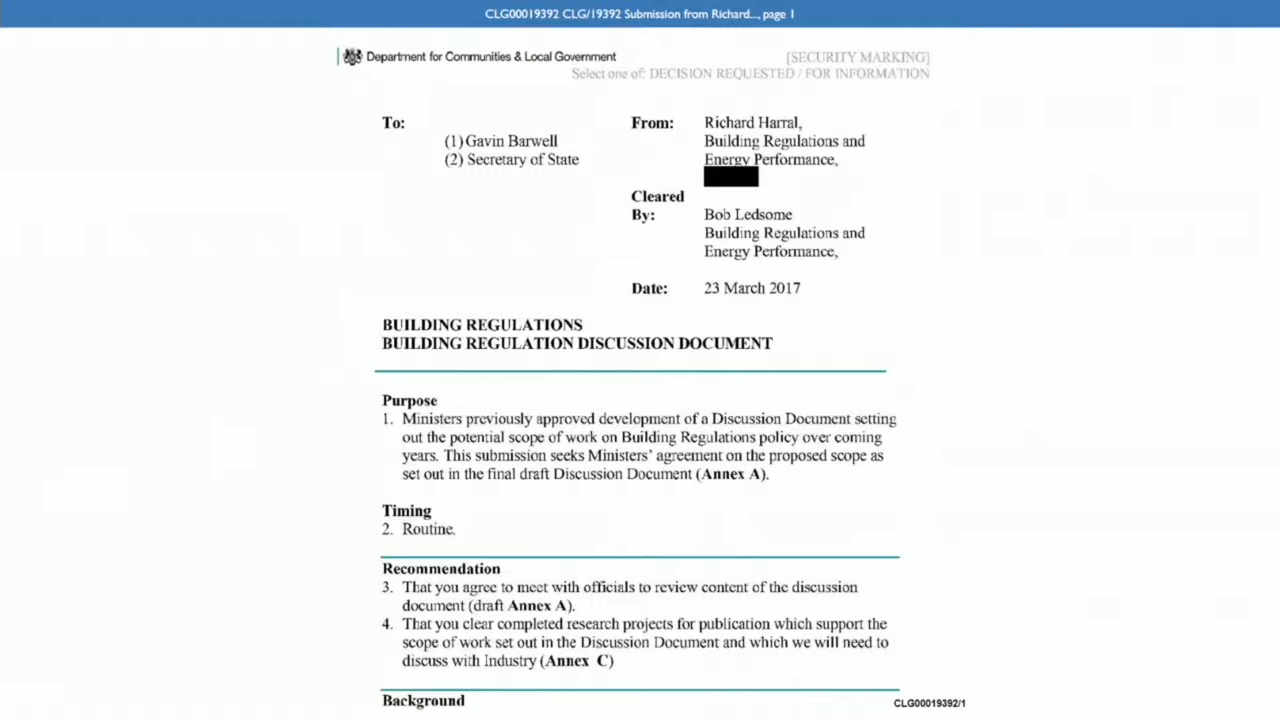 CLG00019392 CLG/19392 Submission from Richard..., page 1
Department for Communities & Local Government
[SECURITY MARKING]
Select one of: DECISION REQUESTED / FOR INFORMATION
To:
(1) Gavin Barwell
(2) Secretary of State
From: Richard Harral,
Building Regulations and
Energy Performance,
Cleared
By: Bob Ledsome
Building Regulations and
Energy Performance,
Date: 23 March 2017
BUILDING REGULATIONS
BUILDING REGULATION DISCUSSION DOCUMENT
Purpose
1. Ministers previously approved development of a Discussion Document setting
out the potential scope of work on Building Regulations policy over coming
years. This submission seeks Ministers' agreement on the proposed scope as
set out in the final draft Discussion Document (Annex A).
Timing
2. Routine.
Recommendation
3. That you agree to meet with officials to review content of the discussion
document (draft Annex A).
4. That you clear completed research projects for publication which support the
scope of work set out in the Discussion Document and which we will need to
discuss with Industry (Annex C)
Background
CLG00019392/1